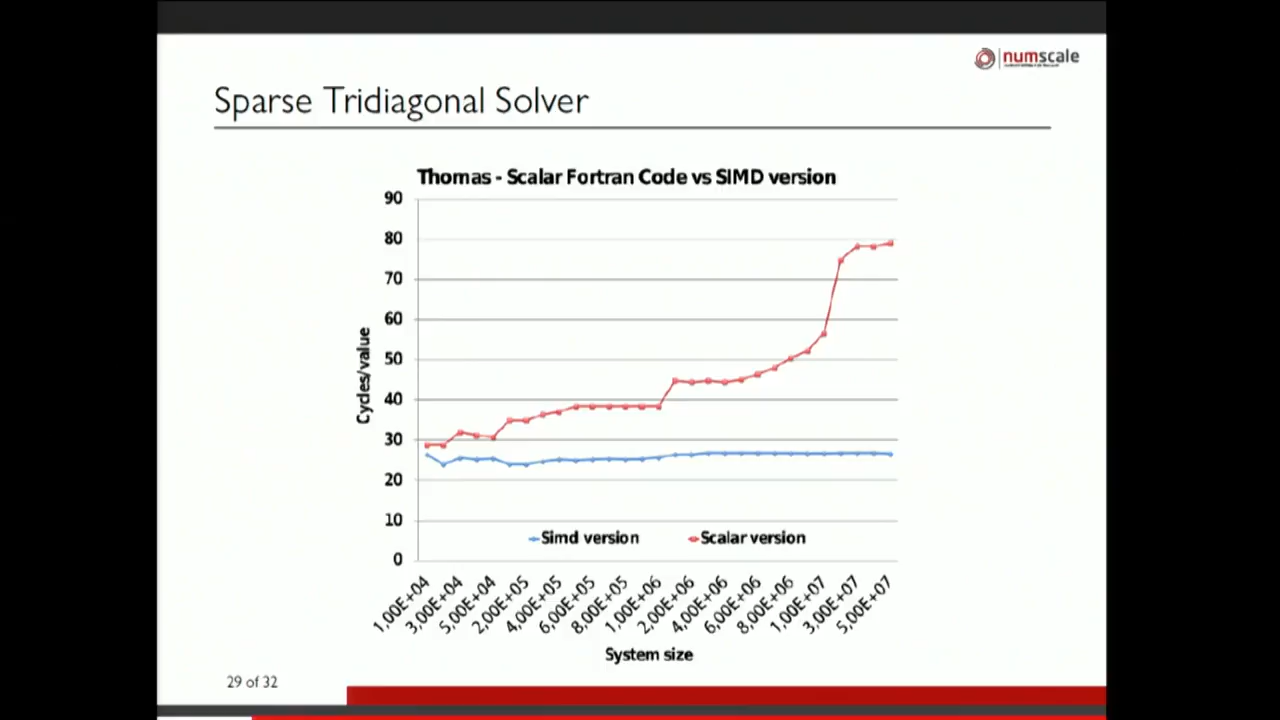 numscale
Sparse Tridiagonal Solver
Thomas - Scalar Fortran Code vs SIMD version
90
80
70
60
50
40
30
20
10
0
Cycles/value
Simd version
Scalar version
1,00E+04
3,00E+04
5,00E+04
2,00E+05
4,00E+05
6,00E+05
8,00E+05
1,00E+06
2,00E+06
4,00E+06
6,00E+06
8,00E+06
1,00E+07
3,00E+07
5,00E+07
System size
29 of 32